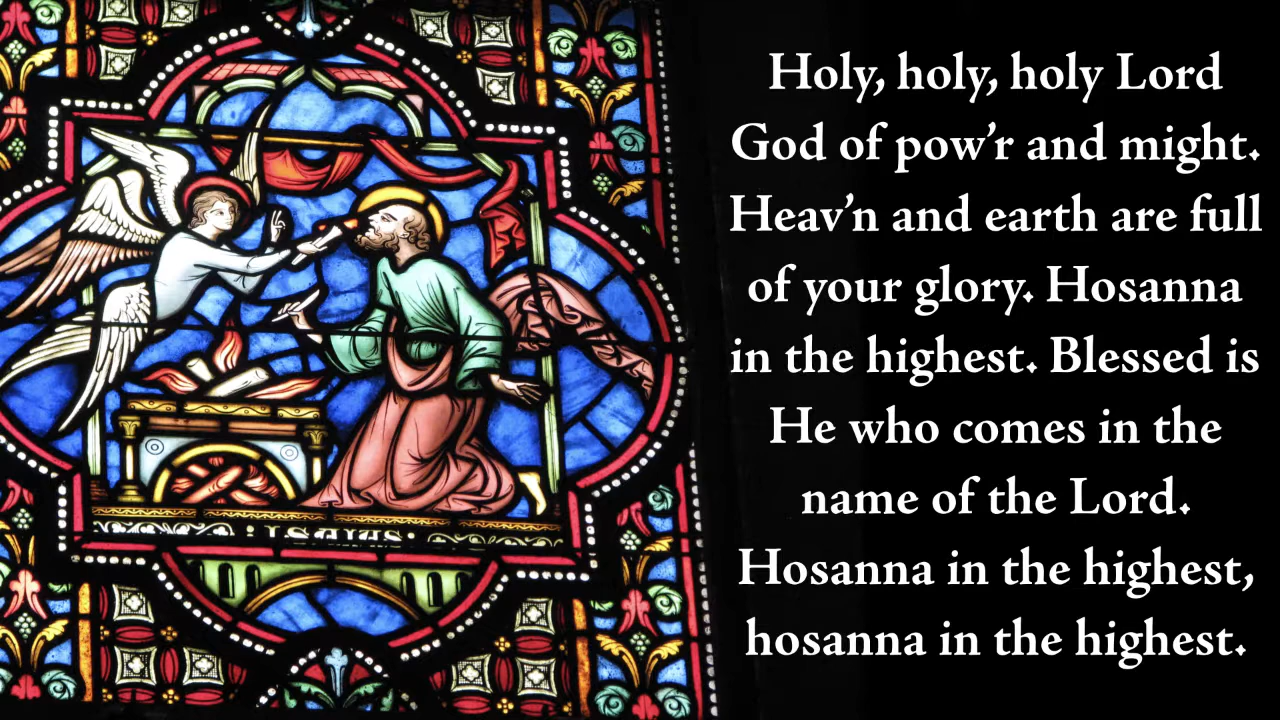 Holy, holy, holy Lord
God of pow’r and might.
Heav’n and earth are full
of your glory. Hosanna
in the highest. Blessed is
He who comes in the
name of the Lord.
Hosanna in the highest,
hosanna in the highest.
: ISAIAS: